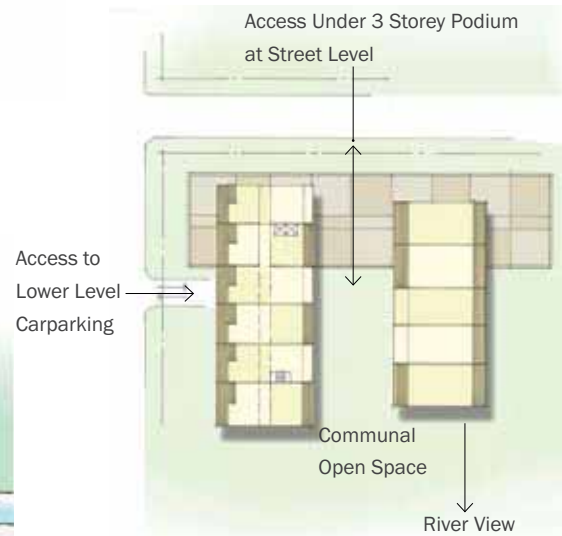 Access Under 3 Storey Podium
at Street Level
Access to
Lower Level
Carparking
Communal
Open Space
River View